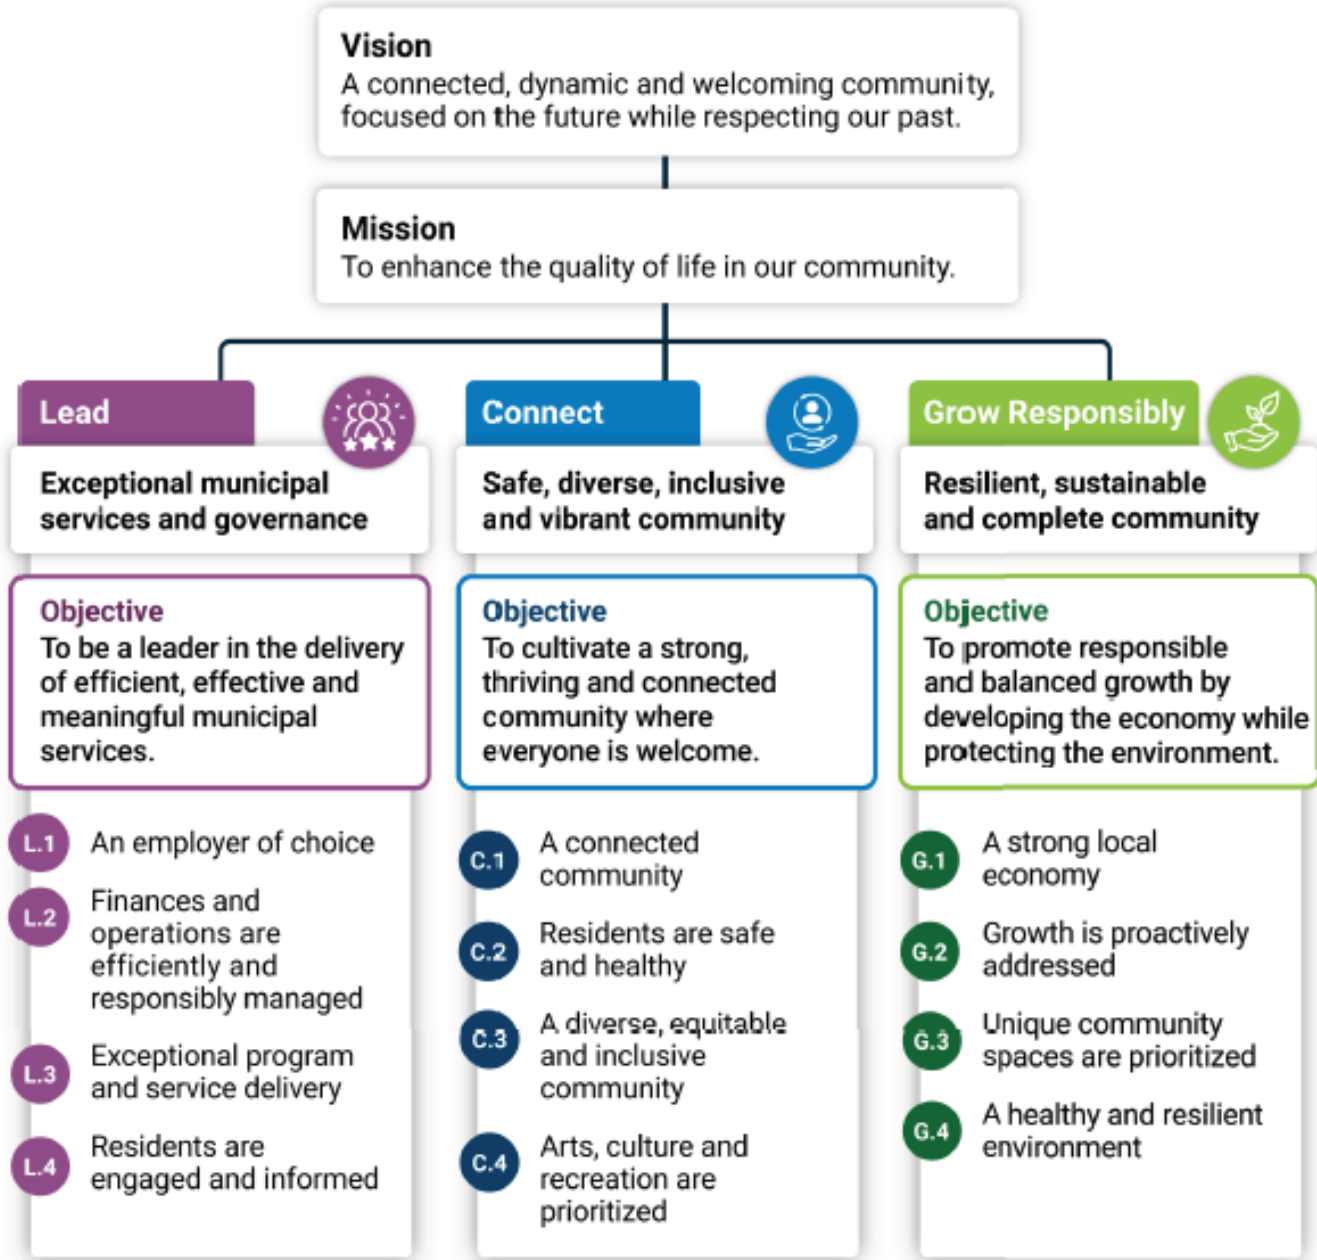 Vision
A connected, dynamic and welcoming community,
focused on the future while respecting our past.
Mission
To enhance the quality of life in our community.
Lead
Exceptional municipal
services and governance
Objective
To be a leader in the delivery
of efficient, effective and
meaningful municipal
services.
L.1 An employer of choice
L.2 Finances and
operations are
efficiently and
responsibly managed
L.3 Exceptional program
and service delivery
L.4 Residents are
engaged and informed
Connect
Safe, diverse, inclusive
and vibrant community
Objective
To cultivate a strong,
thriving and connected
community where
everyone is welcome.
C.1 A connected
community
C.2 Residents are safe
and healthy
C.3 A diverse, equitable
and inclusive
community
C.4 Arts, culture and
recreation are
prioritized
Grow Responsibly
Resilient, sustainable
and complete community
Objective
To promote responsible
and balanced growth by
developing the economy while
protecting the environment.
G.1 A strong local
economy
G.2 Growth is proactively
addressed
G.3 Unique community
spaces are prioritized
G.4 A healthy and resilient
environment